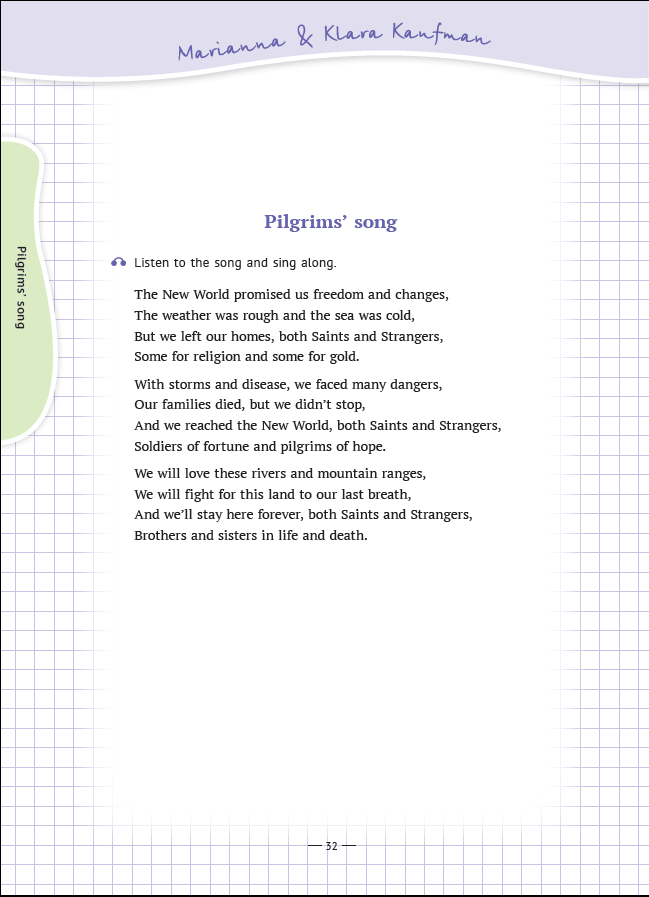 Marianna & Klara Kaufman
Pilgrims’ song
Pilgrims’ song
Listen to the song and sing along.
The New World promised us freedom and changes,
The weather was rough and the sea was cold,
But we left our homes, both Saints and Strangers,
Some for religion and some for gold.
With storms and disease, we faced many dangers,
Our families died, but we didn’t stop,
And we reached the New World, both Saints and Strangers,
Soldiers of fortune and pilgrims of hope.
We will love these rivers and mountain ranges,
We will fight for this land to our last breath,
And we’ll stay here forever, both Saints and Strangers,
Brothers and sisters in life and death.
32